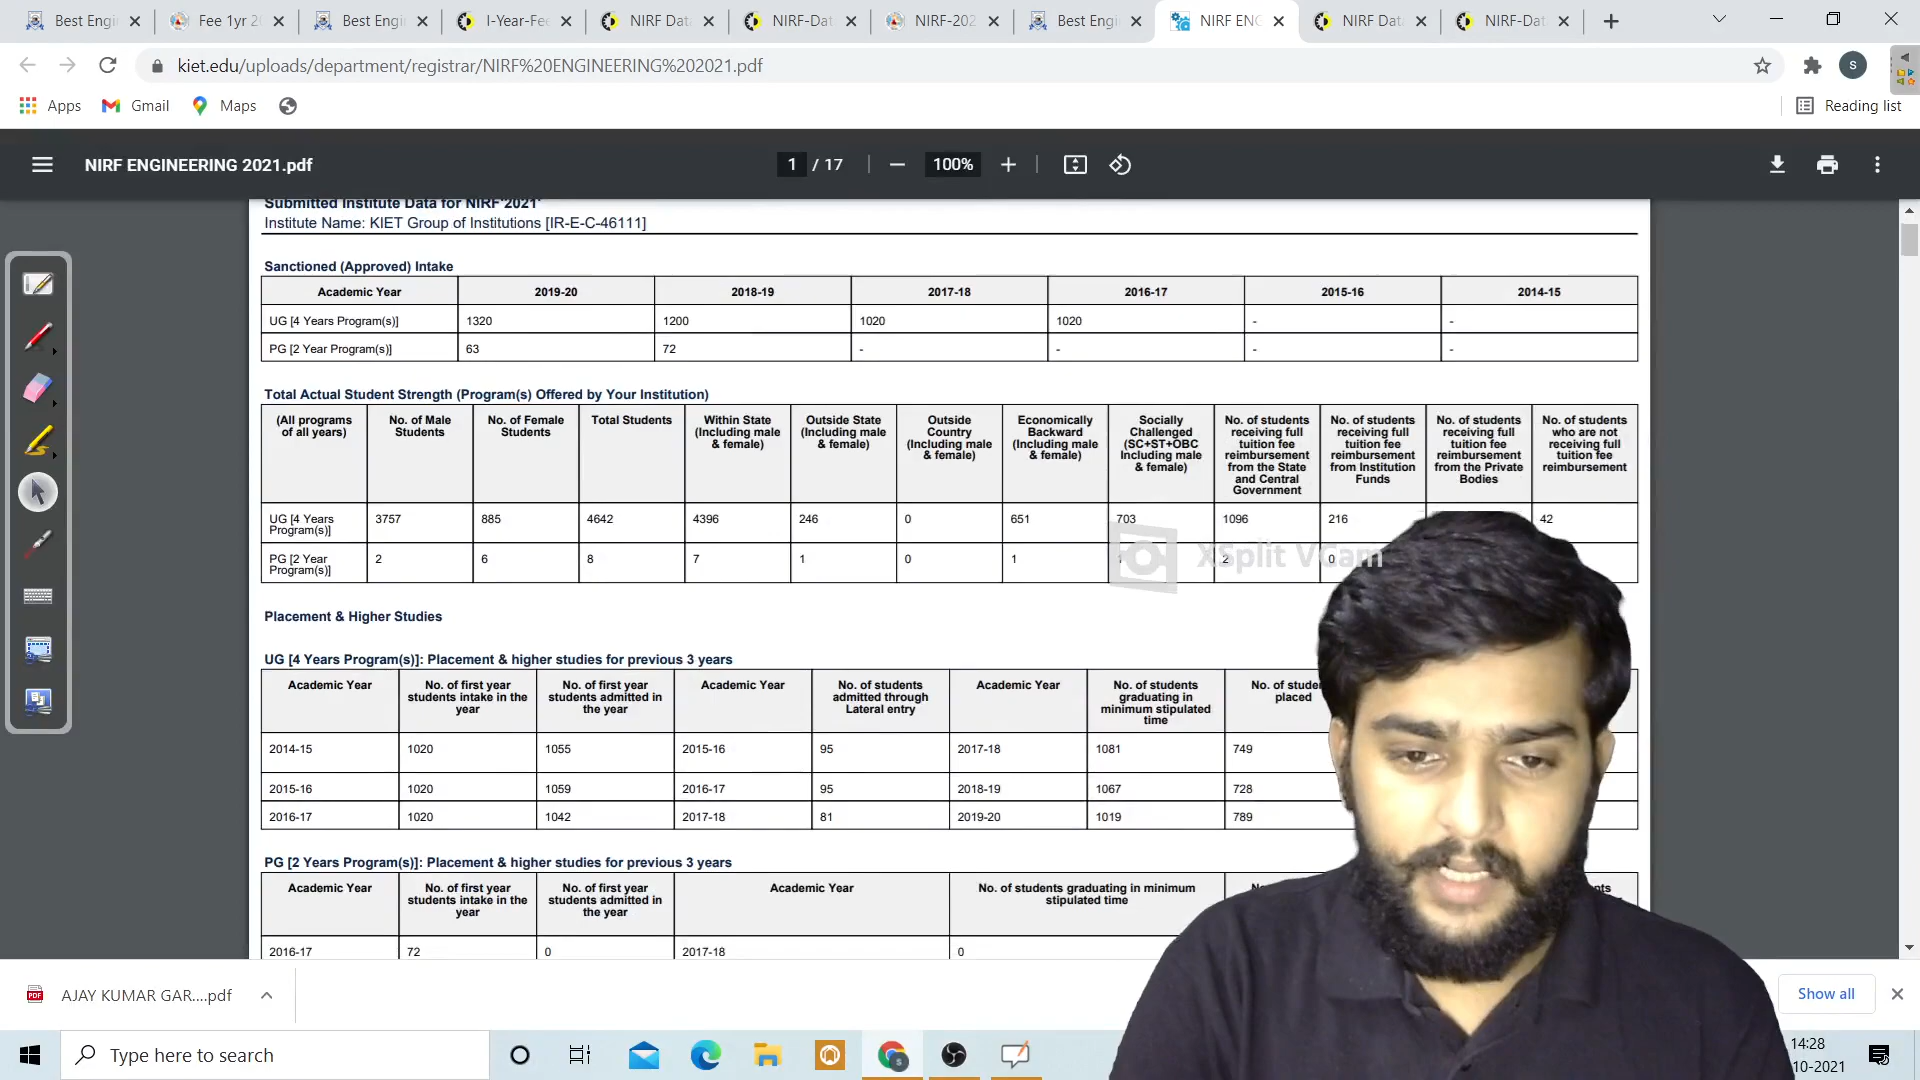 Best Engi
Fee 1yr 2
Best Engi
I-Year-Fee
NIRF Dat
NIRF-Dat
NIRF-202
Best Engi
NIRF ENG
NIRF Dat
NIRF-Dat
kiet.edu/uploads/department/registrar/NIRF%20ENGINEERING%202021.pdf
S
Apps
Gmail
Maps
Reading list
NIRF ENGINEERING 2021.pdf
1 / 17
100%
Submitted Institute Data for NIRF'2021'
Institute Name: KIET Group of Institutions [IR-E-C-46111]
Sanctioned (Approved) Intake
Academic Year 2019-20 2018-19 2017-18 2016-17 2015-16 2014-15
UG [4 Years Program(s)] 1320 1200 1020 1020 - -
PG [2 Year Program(s)] 63 72 - - - -
Total Actual Student Strength (Program(s) Offered by Your Institution)
(All programs of all years) No. of Male Students No. of Female Students Total Students Within State (Including male & female) Outside State (Including male & female) Outside Country (Including male & female) Economically Backward (Including male & female) Socially Challenged (SC+ST+OBC Including male & female) No. of students receiving full tuition fee reimbursement from the State and Central Government No. of students receiving full tuition fee reimbursement from Institution Funds No. of students receiving full tuition fee reimbursement from the Private Bodies No. of students who are not receiving full tuition fee reimbursement
UG [4 Years Program(s)] 3757 885 4642 4396 246 0 651 703 1096 216 42
PG [2 Year Program(s)] 2 6 8 7 1 0 1 2 0
XSplit VCam
Placement & Higher Studies
UG [4 Years Program(s)]: Placement & higher studies for previous 3 years
Academic Year No. of first year students intake in the year No. of first year students admitted in the year Academic Year No. of students admitted through Lateral entry Academic Year No. of students graduating in minimum stipulated time No. of stude placed
2014-15 1020 1055 2015-16 95 2017-18 1081 749
2015-16 1020 1059 2016-17 95 2018-19 1067 728
2016-17 1020 1042 2017-18 81 2019-20 1019 789
PG [2 Years Program(s)]: Placement & higher studies for previous 3 years
Academic Year No. of first year students intake in the year No. of first year students admitted in the year Academic Year No. of students graduating in minimum stipulated time
2016-17 72 0 2017-18 0
AJAY KUMAR GAR....pdf
Show all
Type here to search
14:28
10-2021